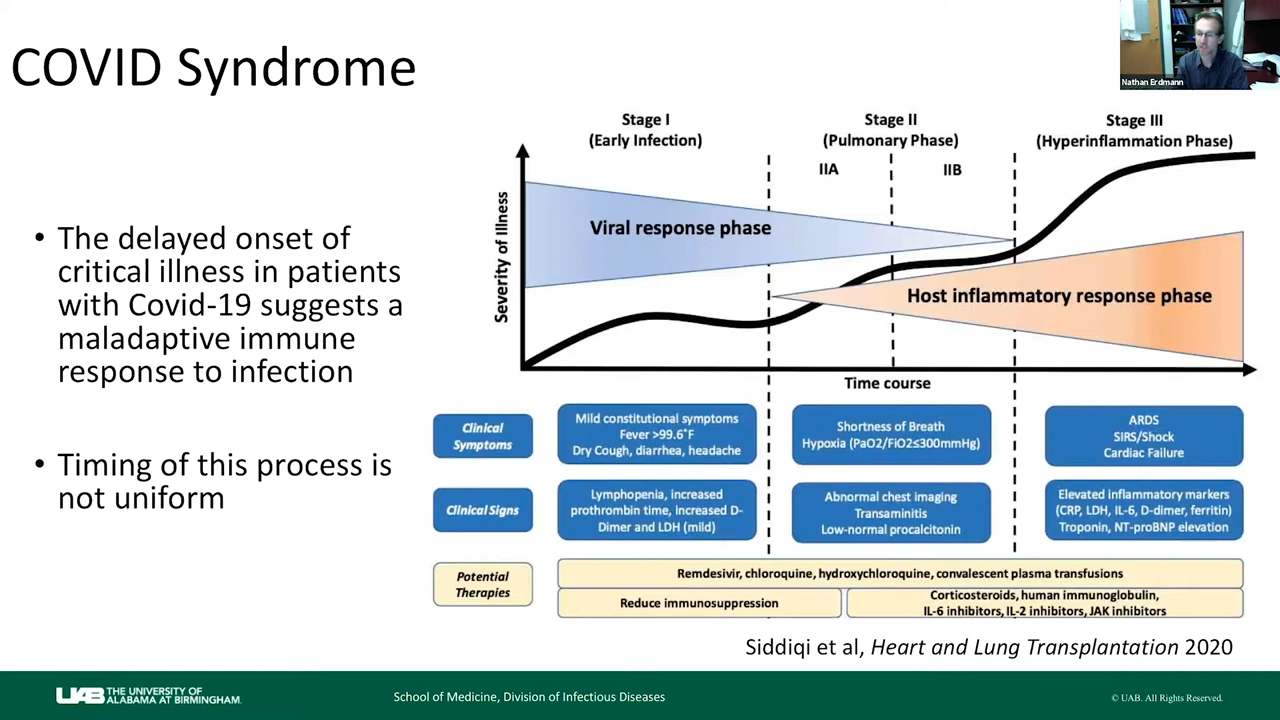 COVID Syndrome
Nathan Erdmann
• The delayed onset of
critical illness in patients
with Covid-19 suggests a
maladaptive immune
response to infection
• Timing of this process is
not uniform
Stage I
(Early Infection)
Stage II
(Pulmonary Phase)
Stage III
(Hyperinflammation Phase)
IIA
IIB
Severity of Illness
Viral response phase
Host inflammatory response phase
Time course
Clinical
Symptoms
Mild constitutional symptoms
Fever >99.6°F
Dry Cough, diarrhea, headache
Shortness of Breath
Hypoxia (PaO2/FiO2≤300mmHg)
ARDS
SIRS/Shock
Cardiac Failure
Clinical Signs
Lymphopenia, increased
prothrombin time, increased D-
Dimer and LDH (mild)
Abnormal chest imaging
Transaminitis
Low-normal procalcitonin
Elevated inflammatory markers
(CRP, LDH, IL-6, D-dimer, ferritin)
Troponin, NT-proBNP elevation
Potential
Therapies
Remdesivir, chloroquine, hydroxychloroquine, convalescent plasma transfusions
Reduce immunosuppression
Corticosteroids, human immunoglobulin,
IL-6 inhibitors, IL-2 inhibitors, JAK inhibitors
Siddiqi et al, Heart and Lung Transplantation 2020
UAB THE UNIVERSITY OF
ALABAMA AT BIRMINGHAM.
School of Medicine, Division of Infectious Diseases
© UAB. All Rights Reserved.